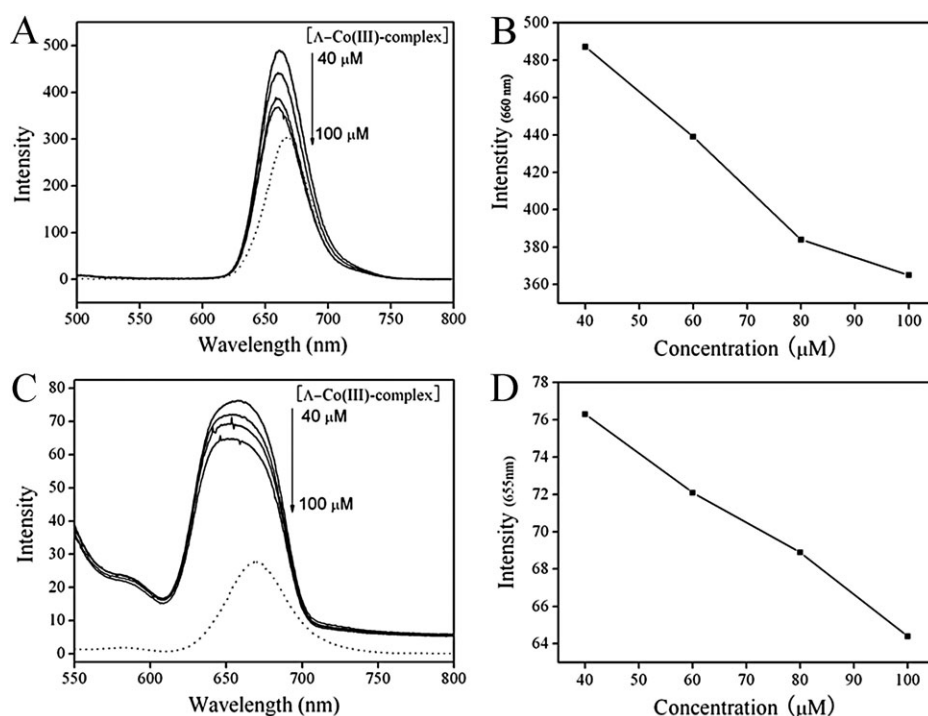 A
[Λ-Co(III)-complex]
40 μM
100 μM
500
400
300
200
100
0
Intensity
500 550 600 650 700 750 800
Wavelength (nm)
B
490
480
460
440
420
400
380
360
Intenstity (660 nm)
40 50 60 70 80 90 100
Concentration (μM)
C
[Λ-Co(III)-complex]
40 μM
100 μM
80
70
60
50
40
30
20
10
0
Intensity
550 600 650 700 750 800
Wavelength (nm)
D
78
76
74
72
70
68
66
64
Intensity (655nm)
40 50 60 70 80 90 100
Concentration (μM)